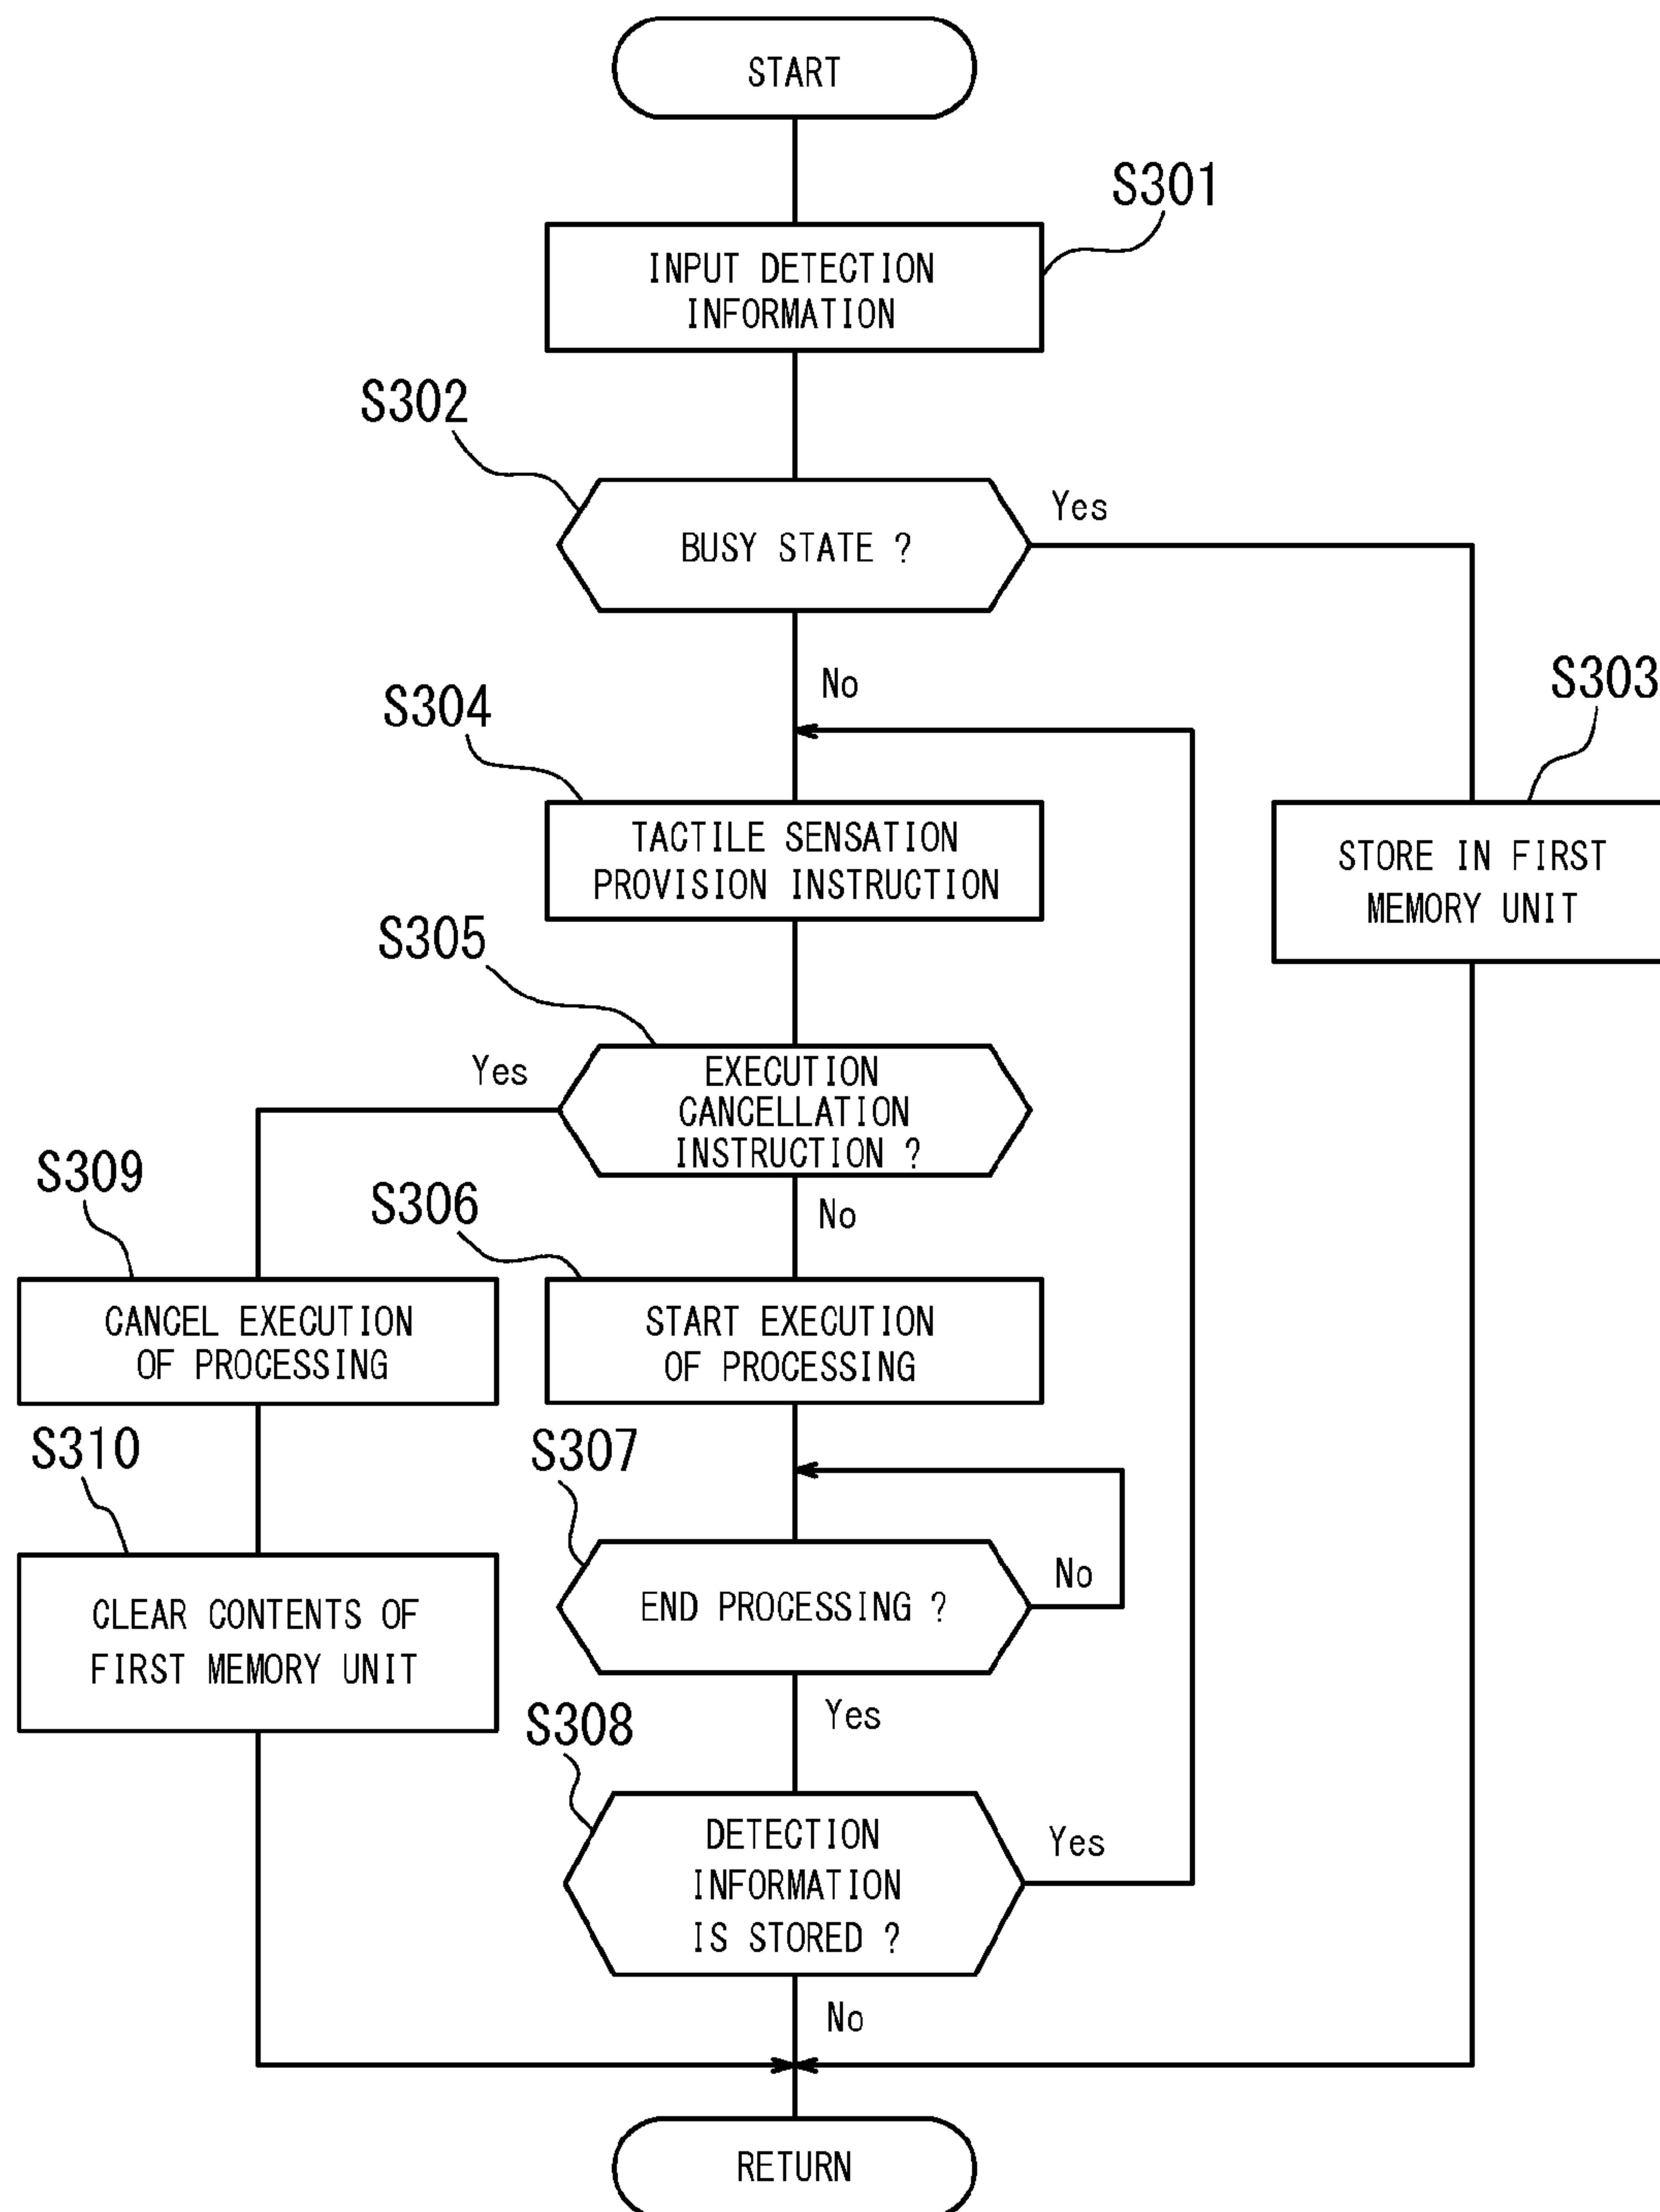 START
S301
INPUT DETECTION
INFORMATION
S302
BUSY STATE ?
Yes
No
S303
STORE IN FIRST
MEMORY UNIT
S304
TACTILE SENSATION
PROVISION INSTRUCTION
S305
Yes
EXECUTION
CANCELLATION
INSTRUCTION ?
No
S309
CANCEL EXECUTION
OF PROCESSING
S306
START EXECUTION
OF PROCESSING
S310
CLEAR CONTENTS OF
FIRST MEMORY UNIT
S307
END PROCESSING ?
No
Yes
S308
DETECTION
INFORMATION
IS STORED ?
Yes
No
RETURN